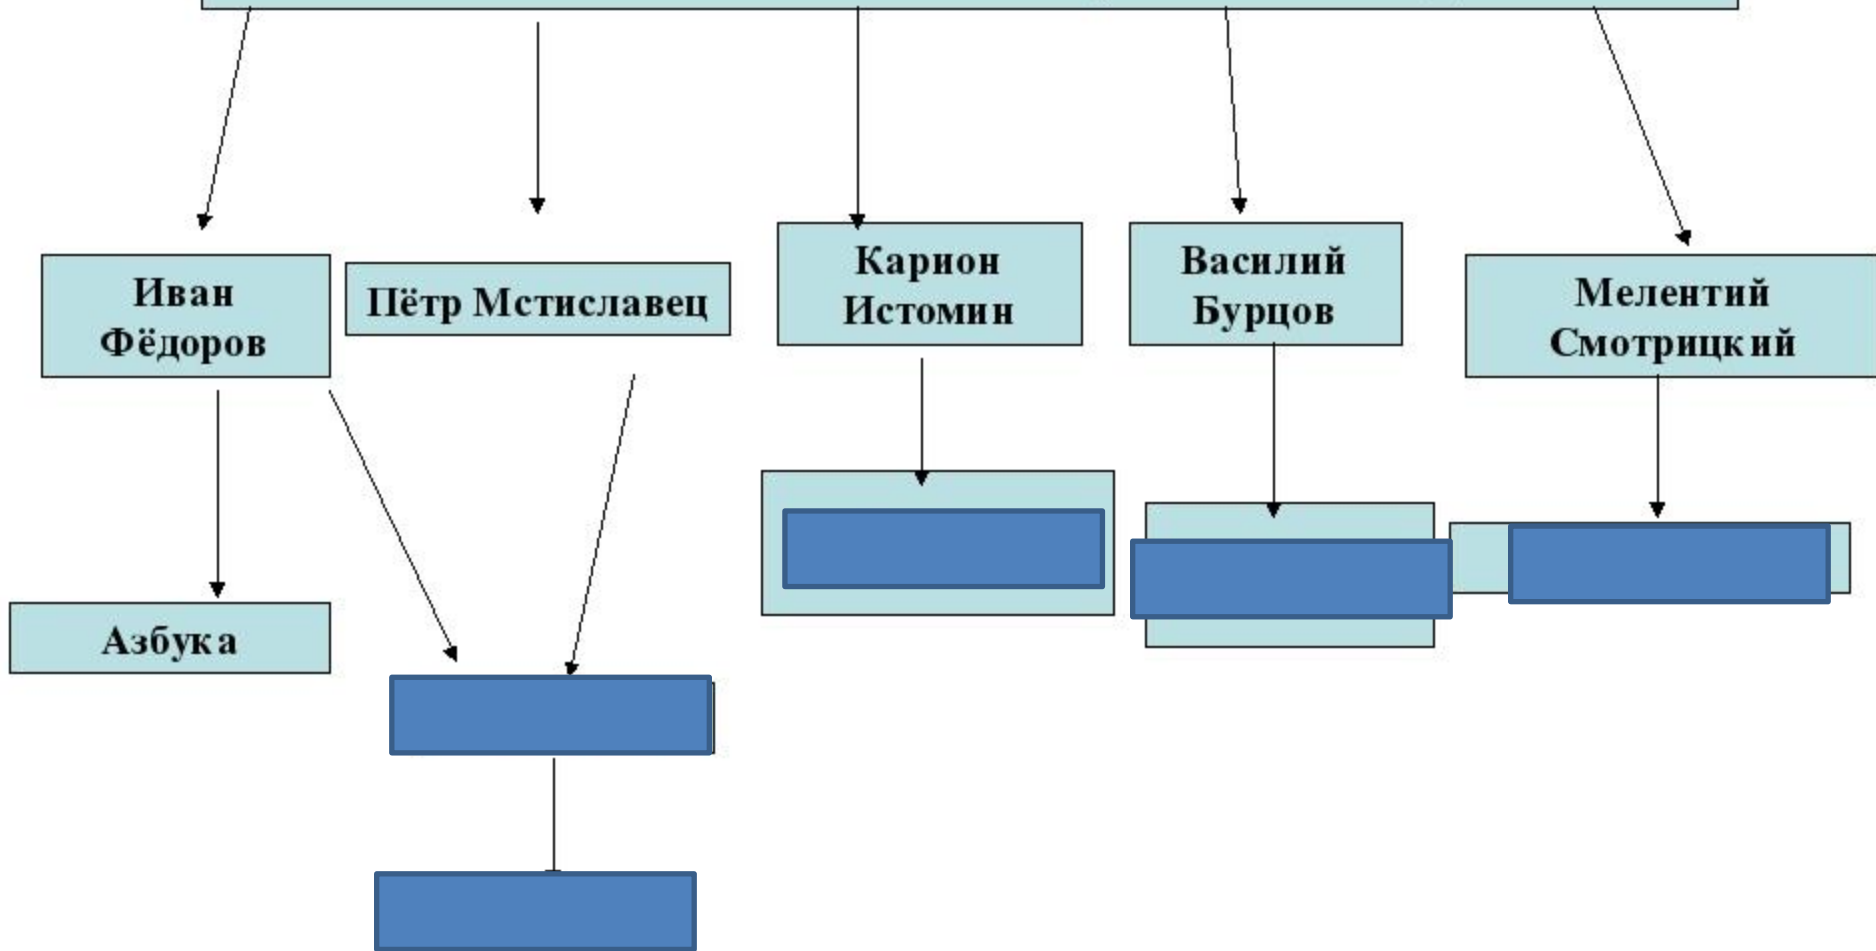 Иван
Фёдоров
Пётр Мстиславец
Карион
Истомин
Василий
Бурцов
Мелентий
Смотрицкий
Азбука